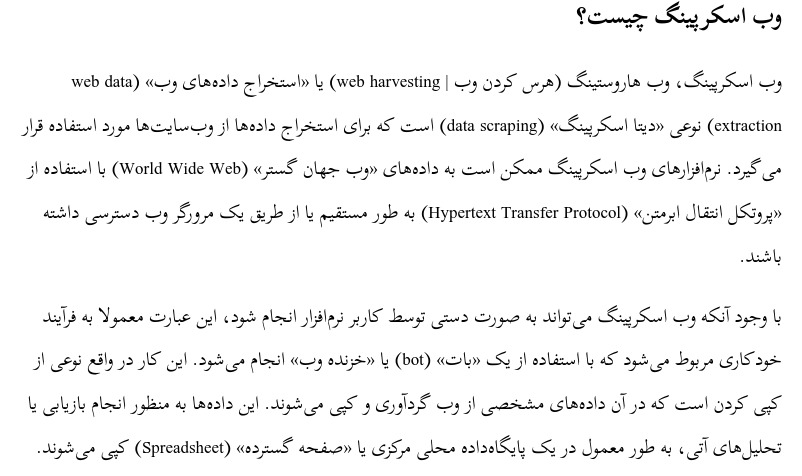 وب اسکرپینگ چیست؟
وب اسکرپینگ، وب هاروستینگ (هرس کردن وب | web harvesting) یا «استخراج داده‌های وب» (web data
extraction) نوعی «دیتا اسکرپینگ» (data scraping) است که برای استخراج داده‌ها از وب‌سایت‌ها مورد استفاده قرار
می‌گیرد. نرم‌افزارهای وب اسکرپینگ ممکن است به داده‌های «وب جهان گستر» (World Wide Web) با استفاده از
«پروتکل انتقال ابرمتن» (Hypertext Transfer Protocol) به طور مستقیم یا از طریق یک مرورگر وب دسترسی داشته
باشند.
با وجود آنکه وب اسکرپینگ می‌تواند به صورت دستی توسط کاربر نرم‌افزار انجام شود، این عبارت معمولا به فرآیند
خودکاری مربوط می‌شود که با استفاده از یک «بات» (bot) یا «خزنده وب» انجام می‌شود. این کار در واقع نوعی از
کپی کردن است که در آن داده‌های مشخصی از وب گردآوری و کپی می‌شوند. این داده‌ها به منظور انجام بازیابی یا
تحلیل‌های آتی، به طور معمول در یک پایگاه‌داده محلی مرکزی یا «صفحه گسترده» (Spreadsheet) کپی می‌شوند.